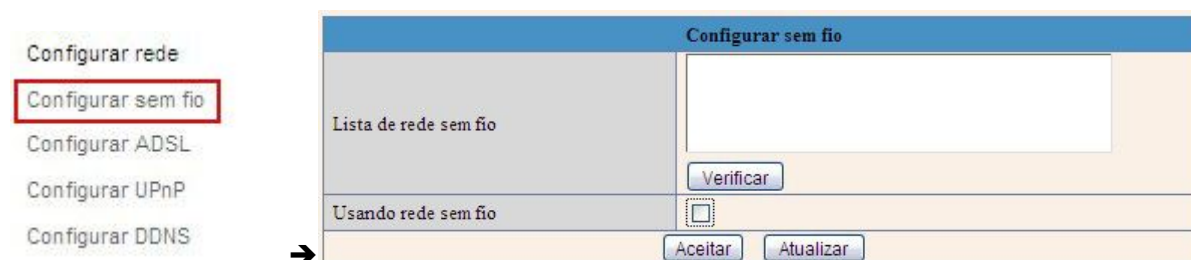 Configurar rede
Configurar sem fio
Configurar ADSL
Configurar UPnP
Configurar DDNS
➔
Configurar sem fio
Lista de rede sem fio
Verificar
Usando rede sem fio
Aceitar Atualizar